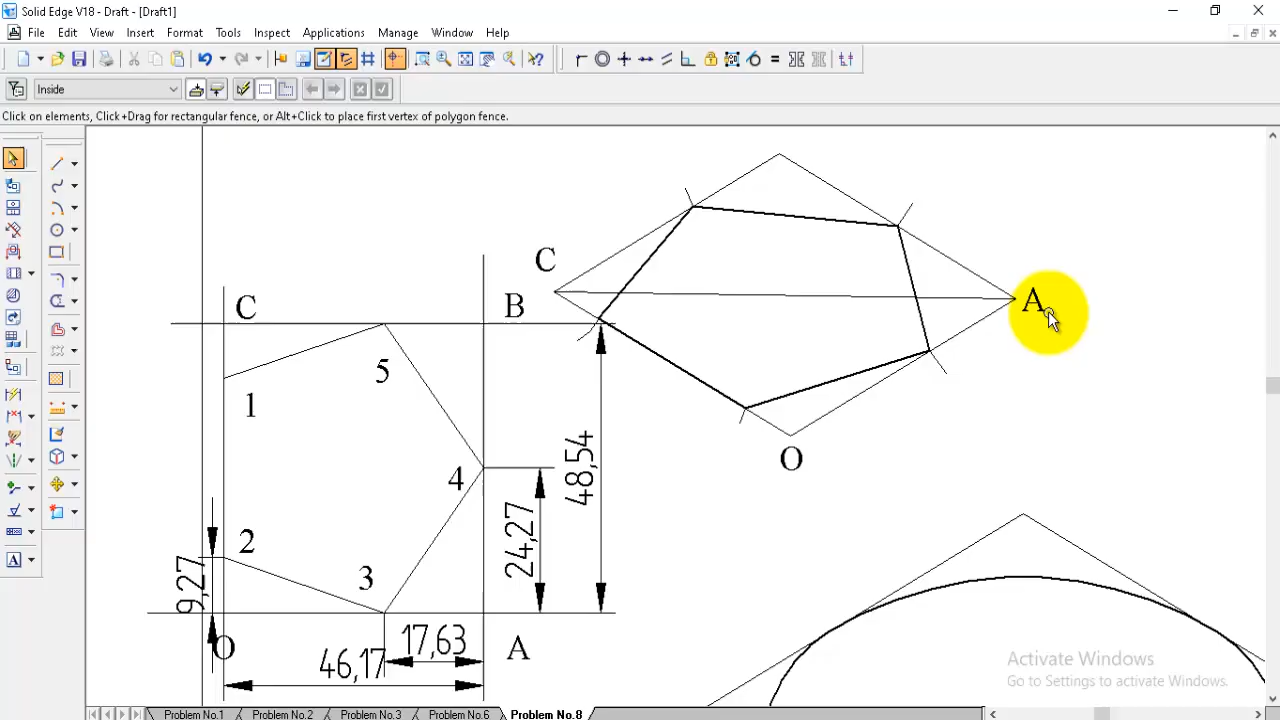 Solid Edge V18 - Draft - [Draft1]
File Edit View Insert Format Tools Inspect Applications Manage Window Help
Inside
Click on elements, Click+Drag for rectangular fence, or Alt+Click to place first vertex of polygon fence.
C
A
O
C
B
5
1
4
2
3
O
A
48,54
24,27
9,27
17,63
46,17
A
Activate Windows
Go to Settings to activate Windows.
Problem No.1 Problem No.2 Problem No.3 Problem No.6 Problem No.8